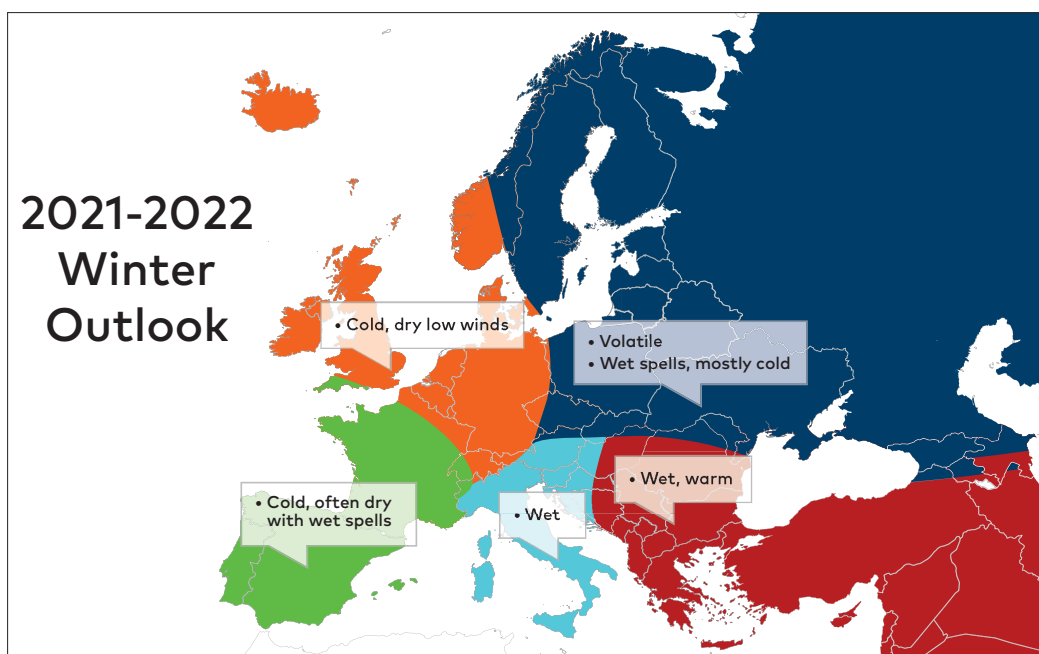 2021-2022
Winter
Outlook
• Cold, dry low winds
• Volatile
• Wet spells, mostly cold
• Wet, warm
• Cold, often dry
with wet spells
• Wet